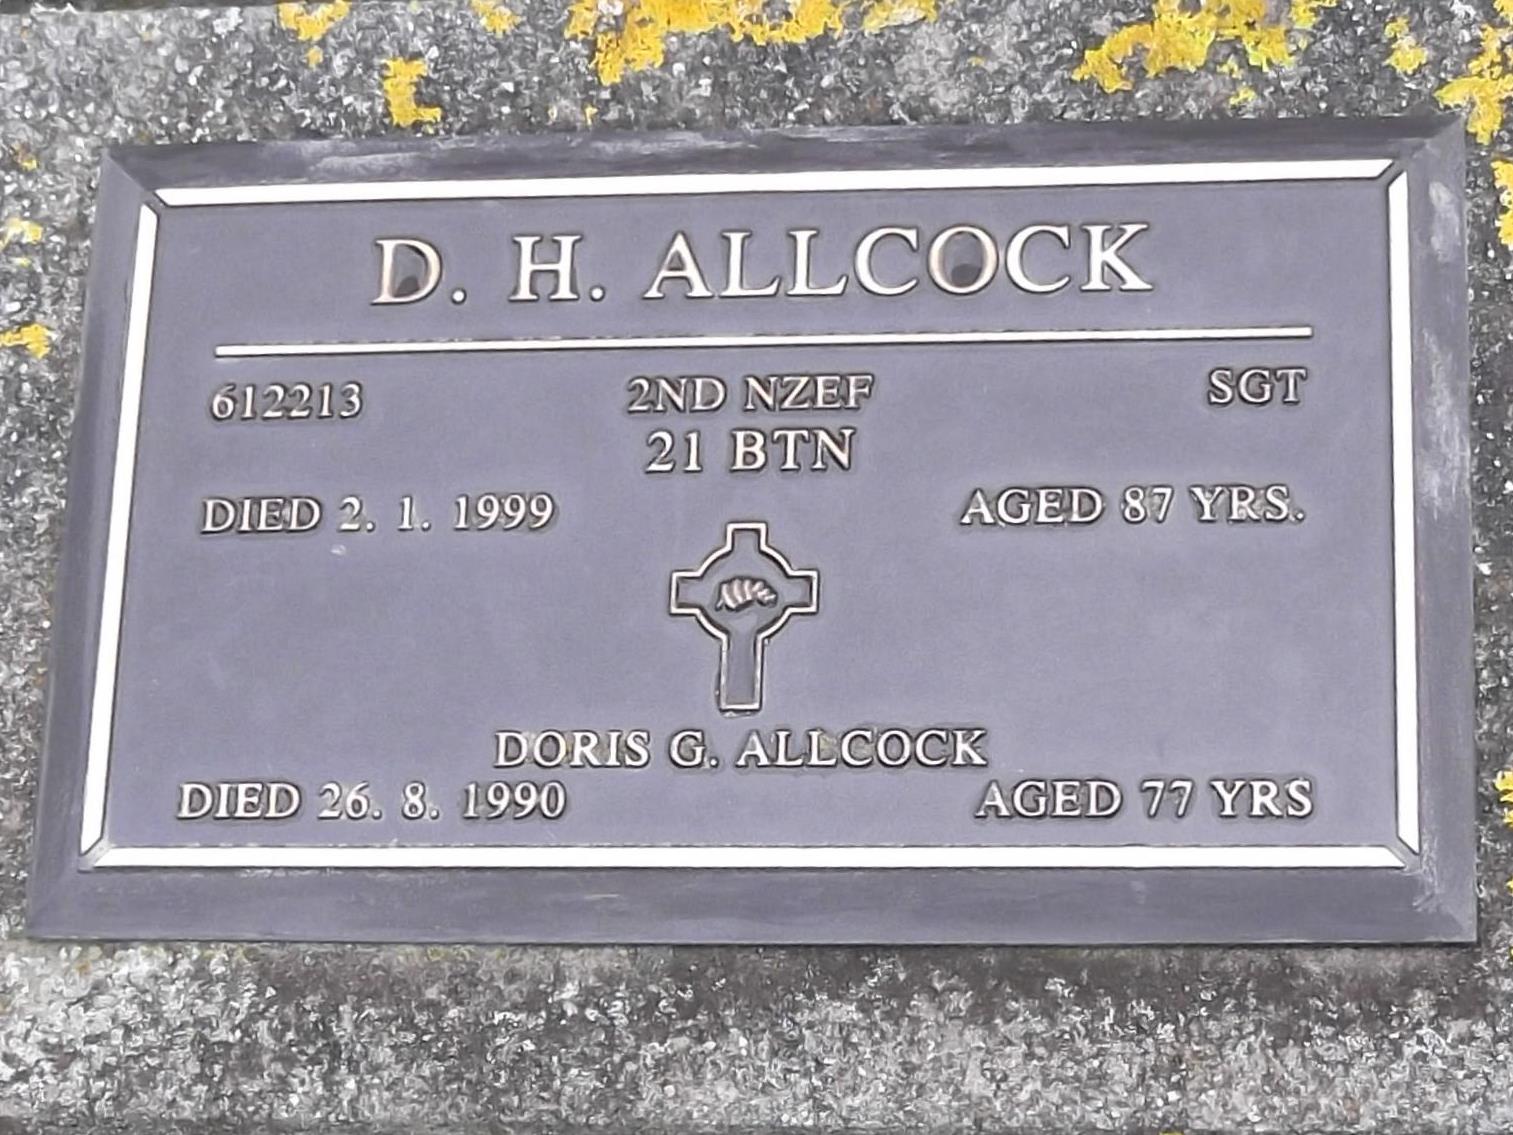 D. H. ALLCOCK
612213 2ND NZEF SGT
21 BTN
DIED 2. 1. 1999 AGED 87 YRS.
DORIS G. ALLCOCK
DIED 26. 8. 1990 AGED 77 YRS